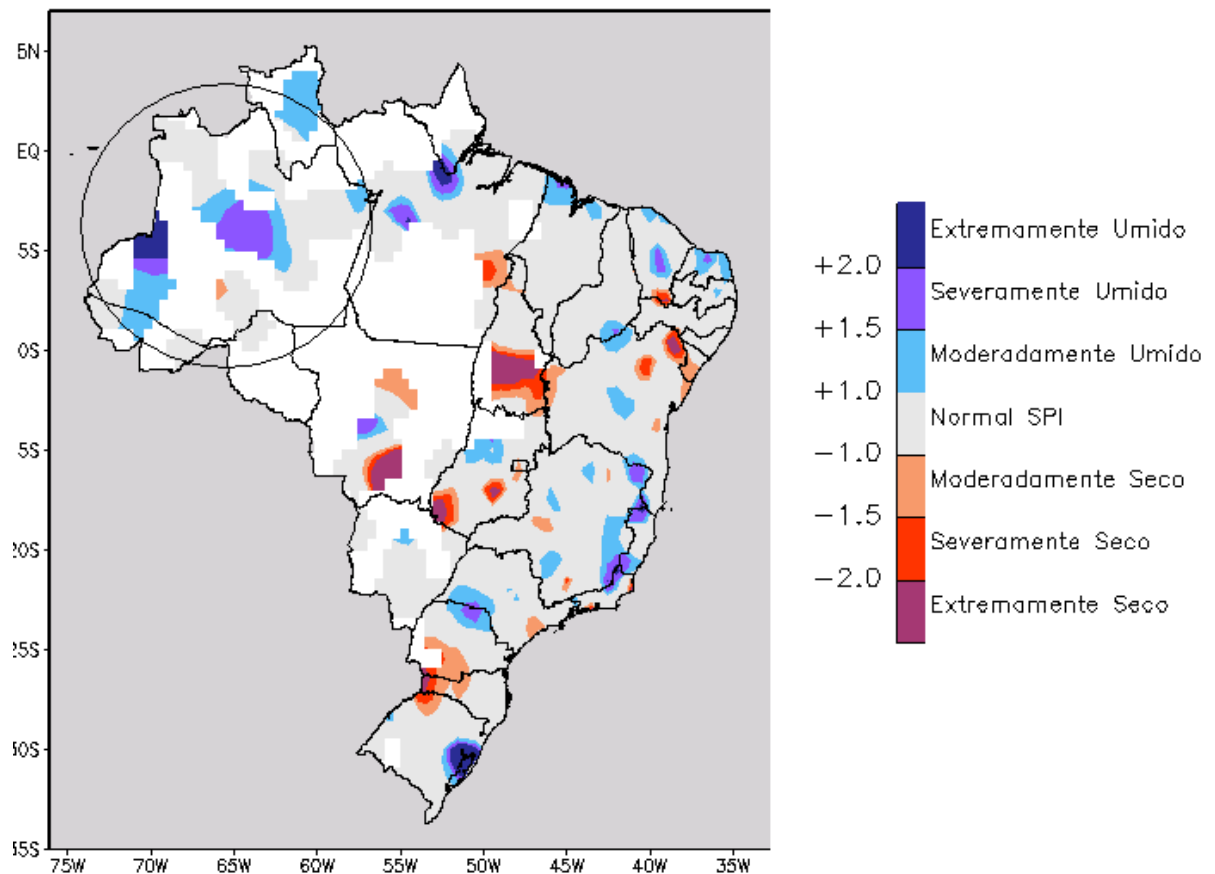 5N
EQ
5S
0S
5S
20S
25S
30S
35S
75W 70W 65W 60W 55W 50W 45W 40W 35W
Extremamente Umido
+2.0
Severamente Umido
+1.5
Moderadamente Umido
+1.0
Normal SPI
−1.0
Moderadamente Seco
−1.5
Severamente Seco
−2.0
Extremamente Seco